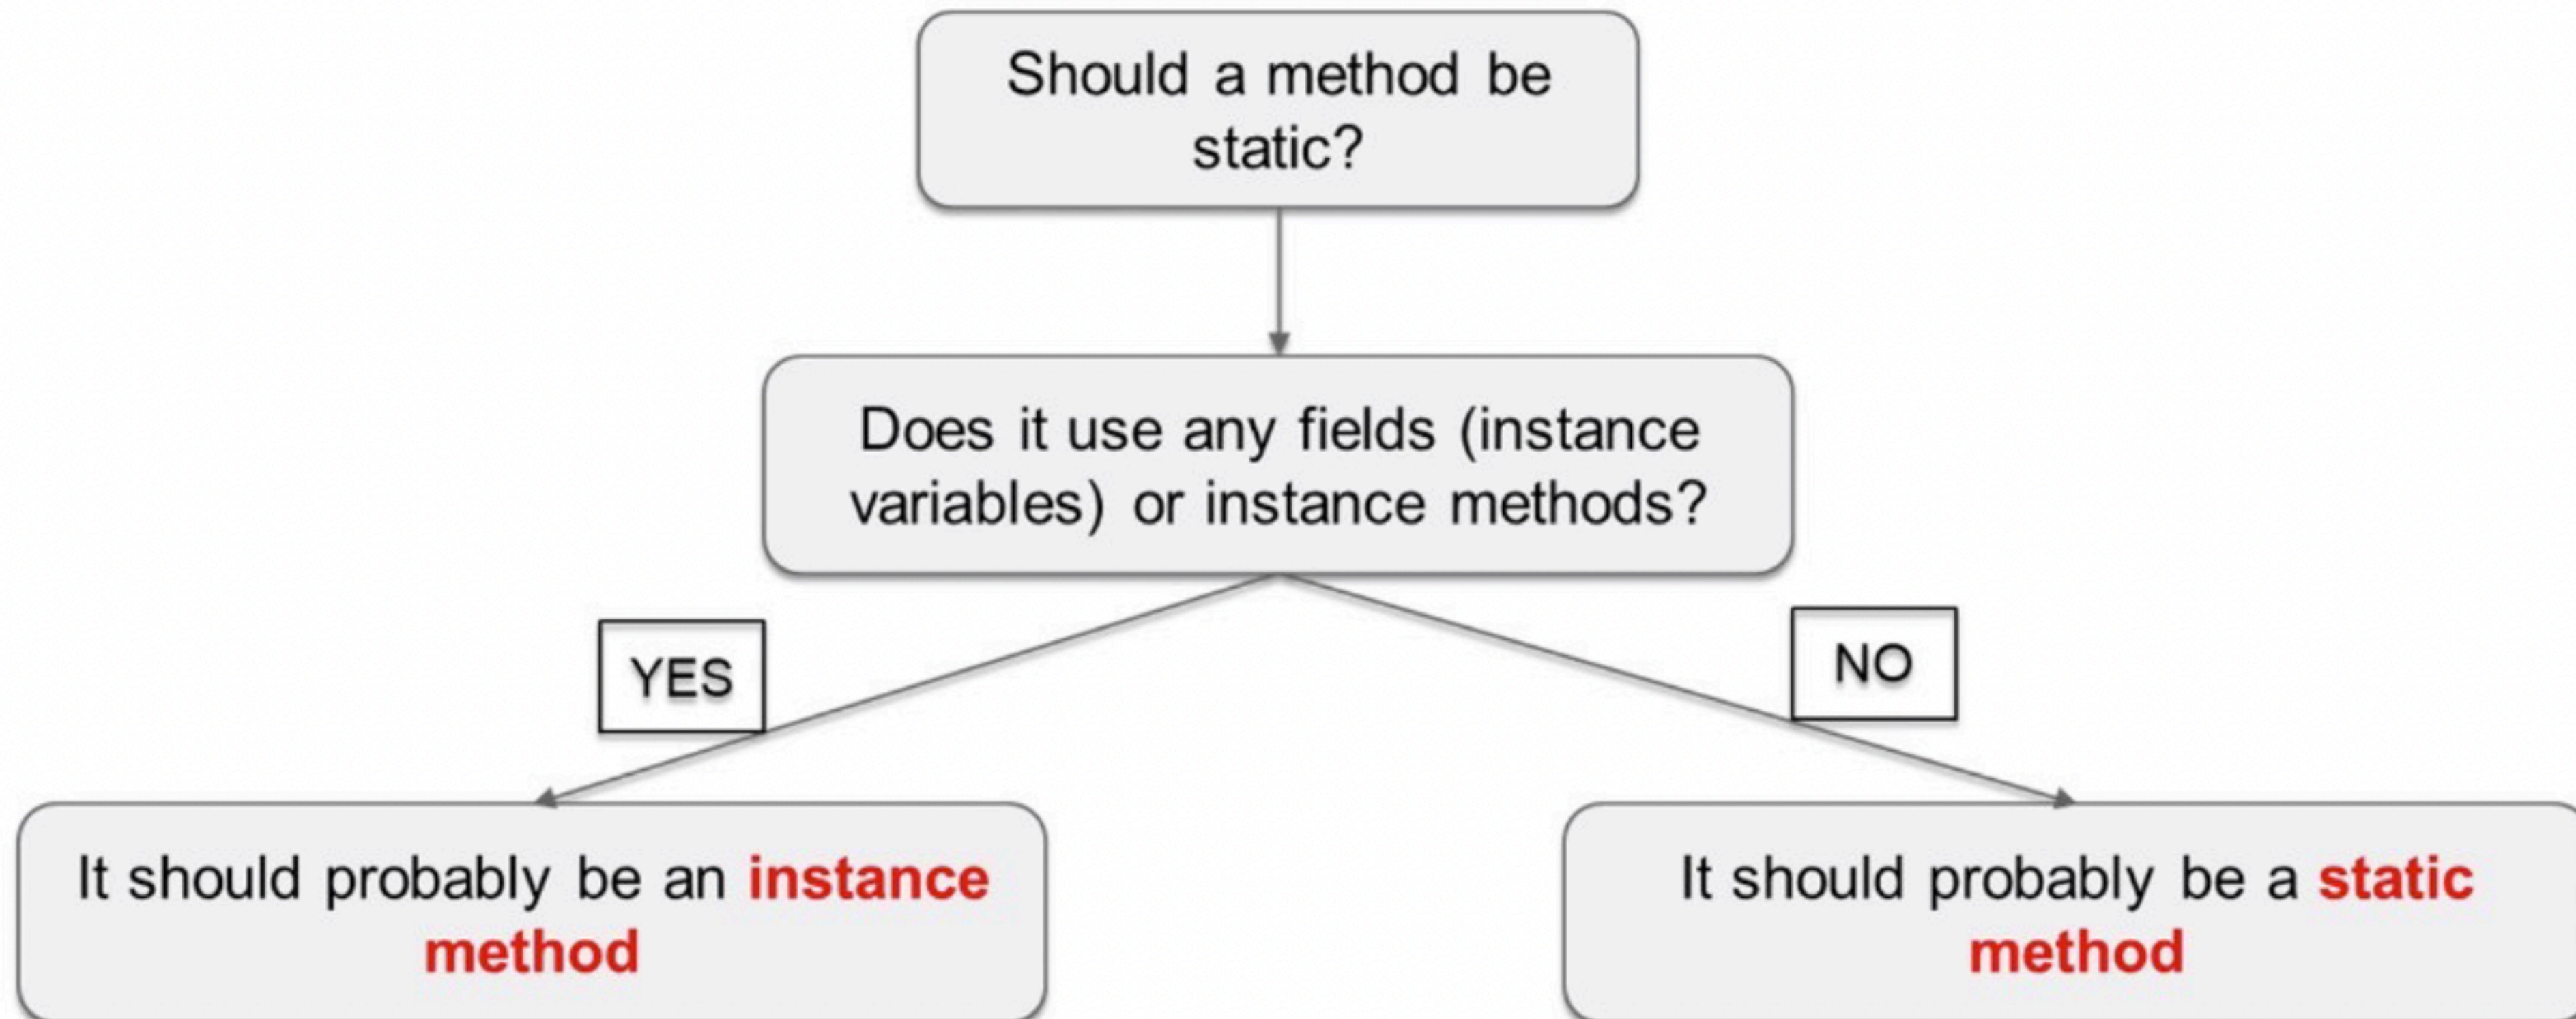 Should a method be
static?
Does it use any fields (instance
variables) or instance methods?
YES
NO
It should probably be an instance
method
It should probably be a static
method